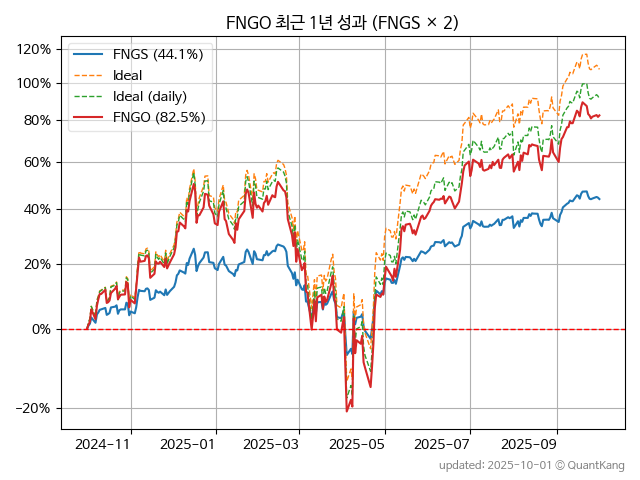 FNGO 최근 1년 성과 (FNGS × 2)
FNGS (44.1%)
Ideal
Ideal (daily)
FNGO (82.5%)
120%
100%
80%
60%
40%
20%
0%
−20%
2024-11
2025-01
2025-03
2025-05
2025-07
2025-09
updated: 2025-10-01 © QuantKang